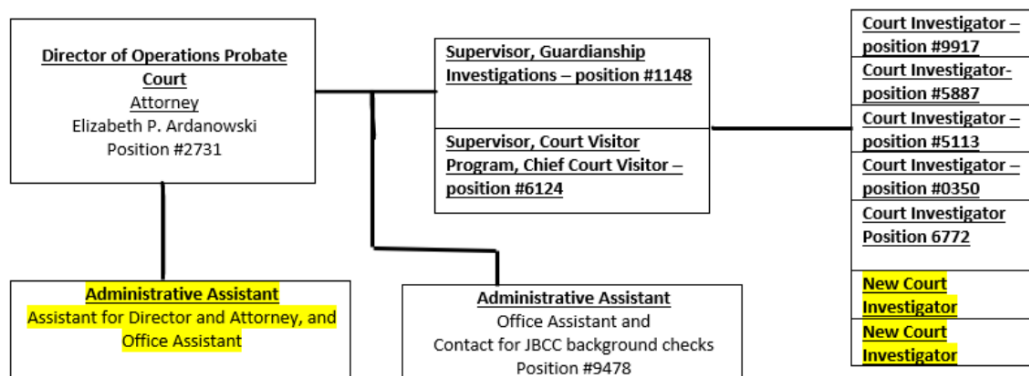 Director of Operations Probate
Court
Attorney
Elizabeth P. Ardanowski
Position #2731
Supervisor, Guardianship
Investigations – position #1148
Supervisor, Court Visitor
Program, Chief Court Visitor –
position #6124
Court Investigator –
position #9917
Court Investigator-
position #5887
Court Investigator –
position #5113
Court Investigator –
position #0350
Court Investigator
Position 6772
New Court
Investigator
New Court
Investigator
Administrative Assistant
Assistant for Director and Attorney, and
Office Assistant
Administrative Assistant
Office Assistant and
Contact for JBCC background checks
Position #9478